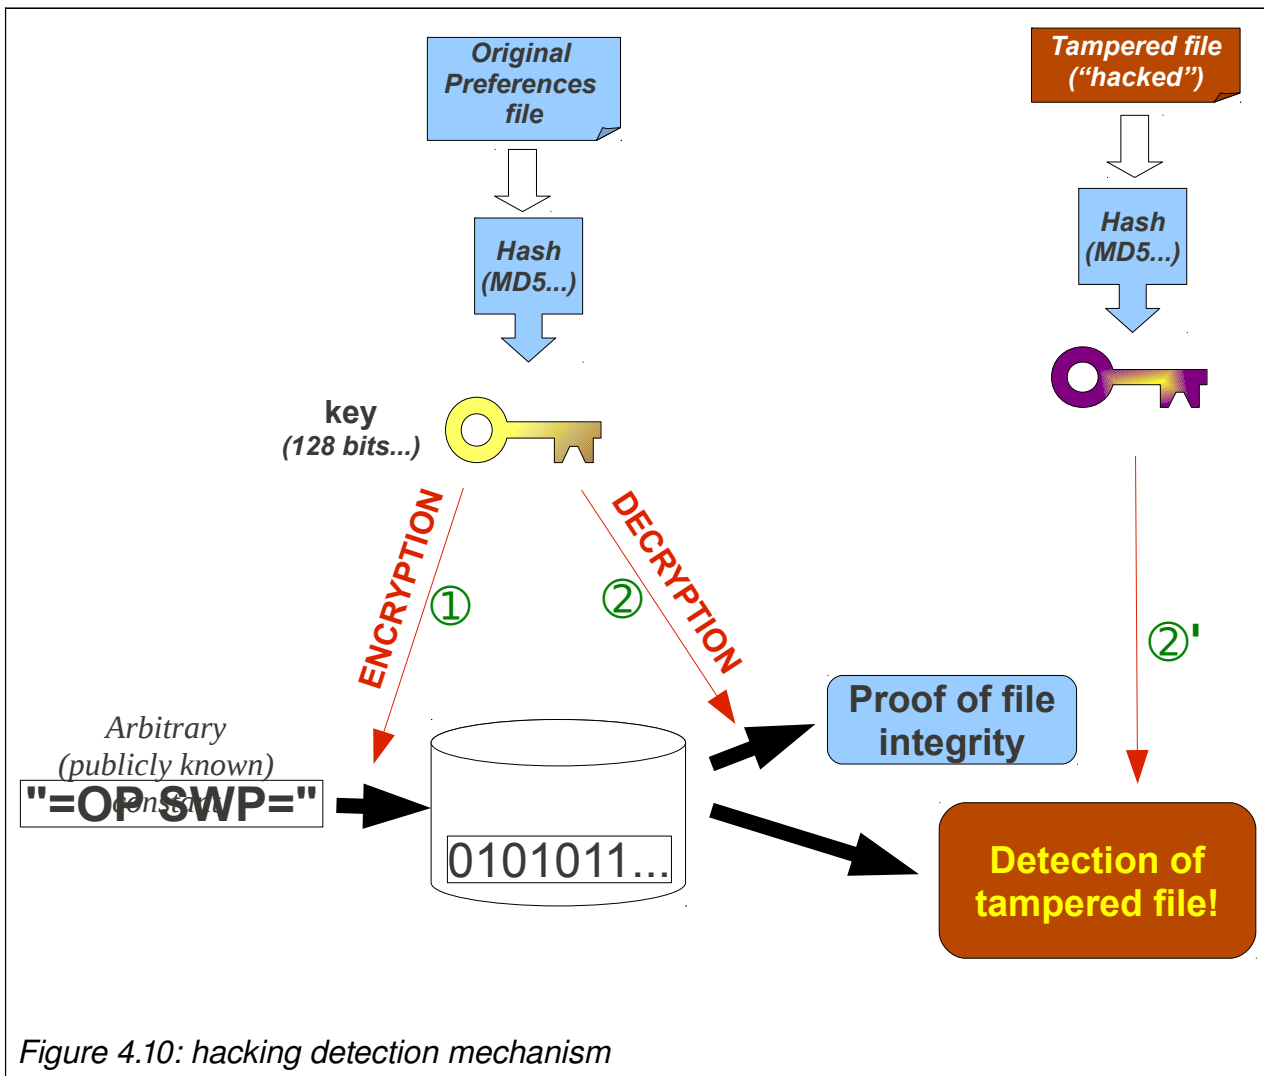 Original
Preferences
file
Tampered file
(“hacked”)
Hash
(MD5...)
Hash
(MD5...)
key
(128 bits...)
ENCRYPTION
DECRYPTION
①
②
②'
Arbitrary
(publicly known)
constant
"=OP SWP="
0101011...
Proof of file
integrity
Detection of
tampered file!
Figure 4.10: hacking detection mechanism